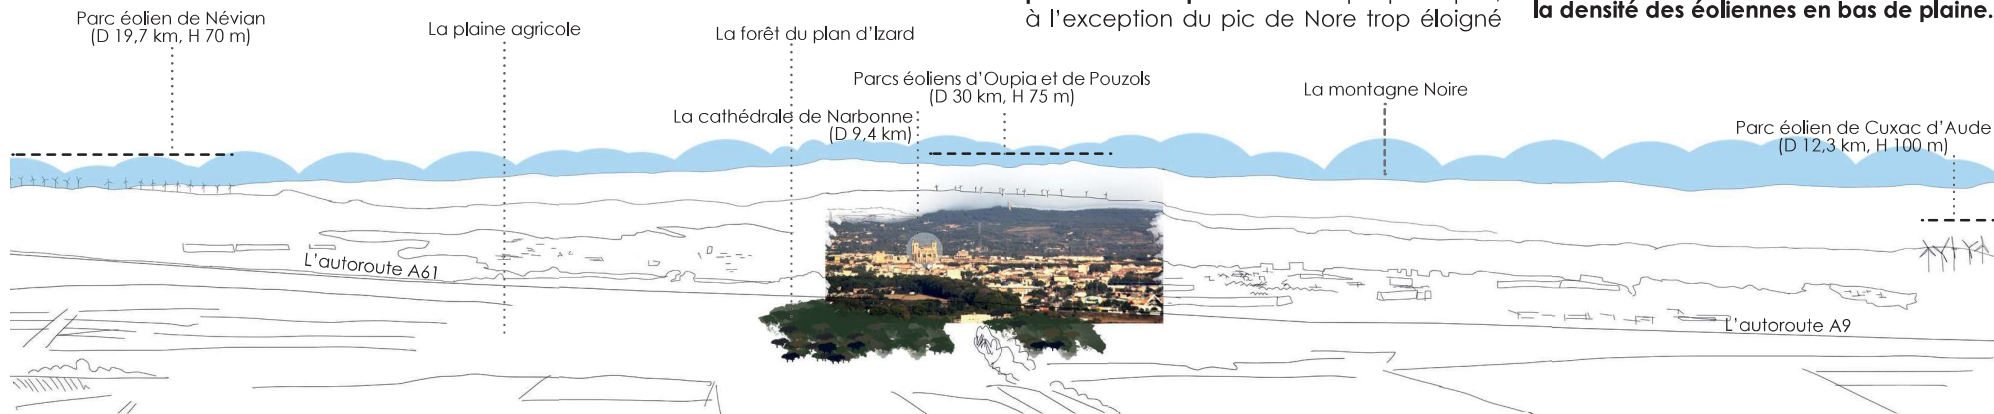 à l’exception du pic de Nore trop éloigné
la densité des éoliennes en bas de plaine.
Parc éolien de Névian
(D 19,7 km, H 70 m)
La plaine agricole
La forêt du plan d’Izard
Parcs éoliens d’Oupia et de Pouzols
(D 30 km, H 75 m)
La cathédrale de Narbonne
(D 9,4 km)
La montagne Noire
Parc éolien de Cuxac d’Aude
(D 12,3 km, H 100 m)
L’autoroute A61
L’autoroute A9